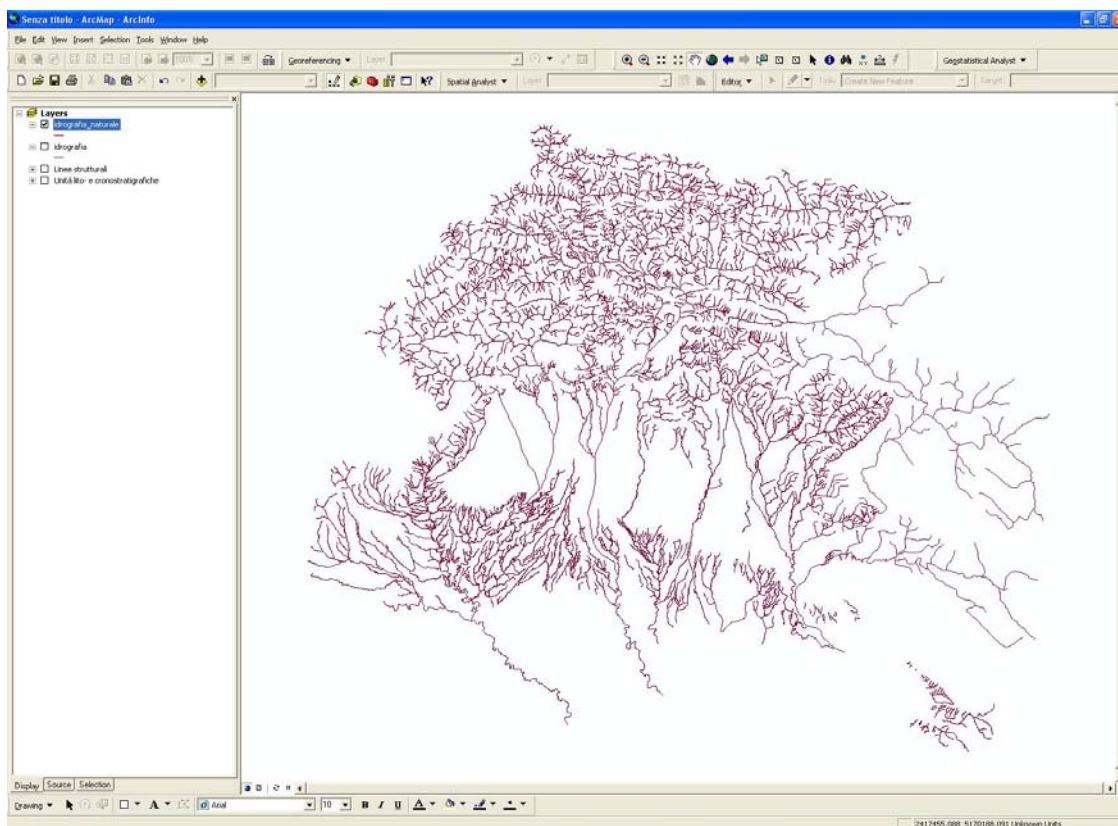 Senza titolo - ArcMap - ArcInfo
File Edit View Insert Selection Tools Window Help
100% Georeferencing Layer: Geostatistical Analyst
Spatial Analyst Layer: Editor Task: Create New Feature Target:
Layers
idrografia_naturale
idrografia
Linee strutturali
Unità lito- e cronostratigrafiche
Display Source Selection
Drawing A Arial 10 B I U A
2417455.088 5170188.091 Unknown Units